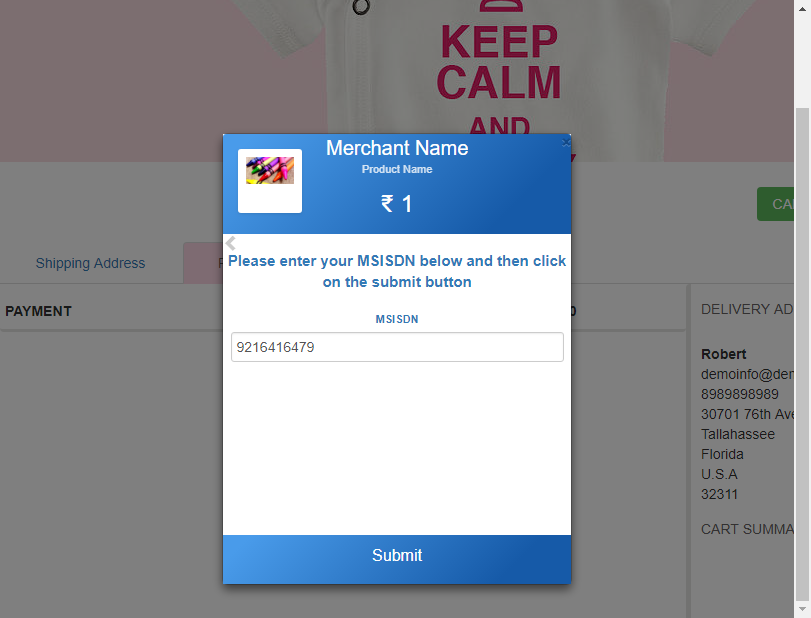 KEEP
CALM
AND
Merchant Name
Product Name
₹ 1
Shipping Address
Please enter your MSISDN below and then click
on the submit button
PAYMENT
MSISDN
9216416479
Submit
DELIVERY AD
Robert
demoinfo@den
8989898989
30701 76th Ave
Tallahassee
Florida
U.S.A
32311
CART SUMMA